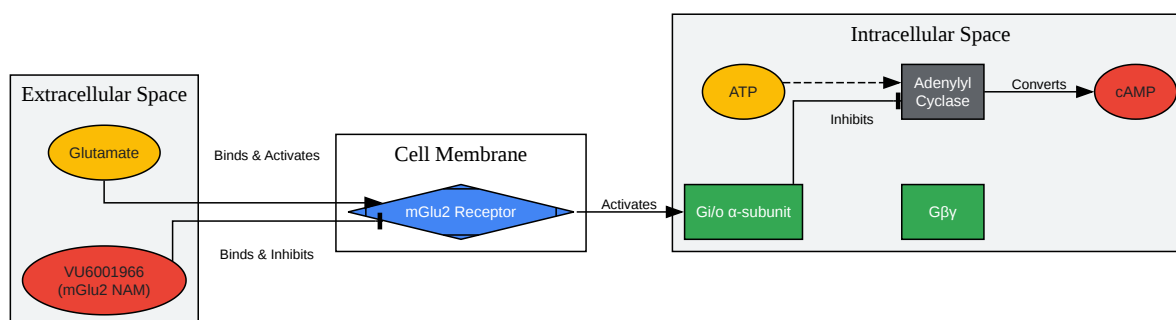 Extracellular Space
Glutamate
VU6001966
(mGlu2 NAM)
Binds & Activates
Binds & Inhibits
Cell Membrane
mGlu2 Receptor
Activates
Intracellular Space
ATP
Adenylyl
Cyclase
Converts
cAMP
Inhibits
Gi/o α-subunit
Gβγ